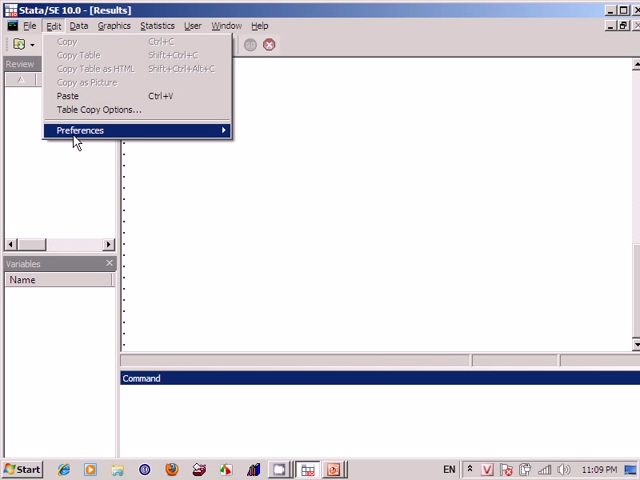 Stata/SE 10.0 - [Results]
File Edit Data Graphics Statistics User Window Help
Review
Copy Ctrl+C
Copy Table Shift+Ctrl+C
Copy Table as HTML Shift+Ctrl+Alt+C
Copy as Picture
Paste Ctrl+V
Table Copy Options...
Preferences
Variables
Name
Command
Start
EN
11:09 PM